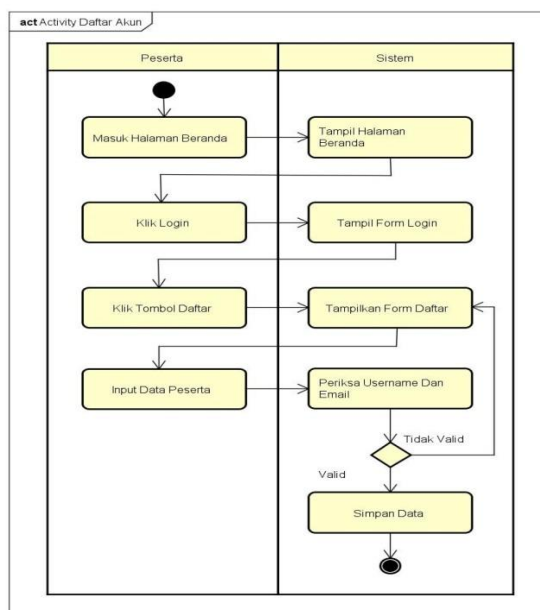 act Activity Daftar Akun
Peserta
Sistem
Masuk Halaman Beranda
Tampil Halaman
Beranda
Klik Login
Tampil Form Login
Klik Tombol Daftar
Tampilkan Form Daftar
Input Data Peserta
Periksa Username Dan
Email
Tidak Valid
Valid
Simpan Data